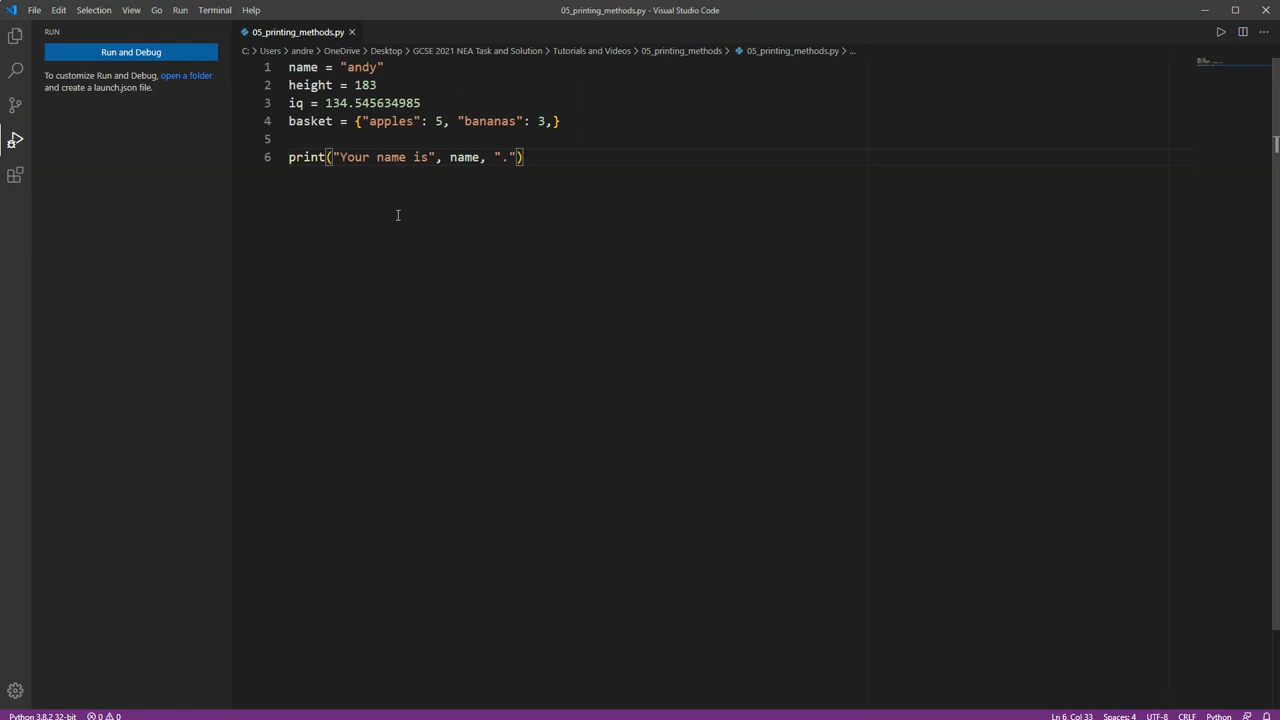 File Edit Selection View Go Run Terminal Help
05_printing_methods.py - Visual Studio Code
RUN
Run and Debug
To customize Run and Debug, open a folder
and create a launch.json file.
05_printing_methods.py
C: > Users > andre > OneDrive > Desktop > GCSE 2021 NEA Task and Solution > Tutorials and Videos > 05_printing_methods > 05_printing_methods.py > ...
1 name = "andy"
2 height = 183
3 iq = 134.545634985
4 basket = {"apples": 5, "bananas": 3,}
5
6 print("Your name is", name, ".")
Python 3.8.2 32-bit 0 0
Ln 6, Col 33 Spaces: 4 UTF-8 CRLF Python